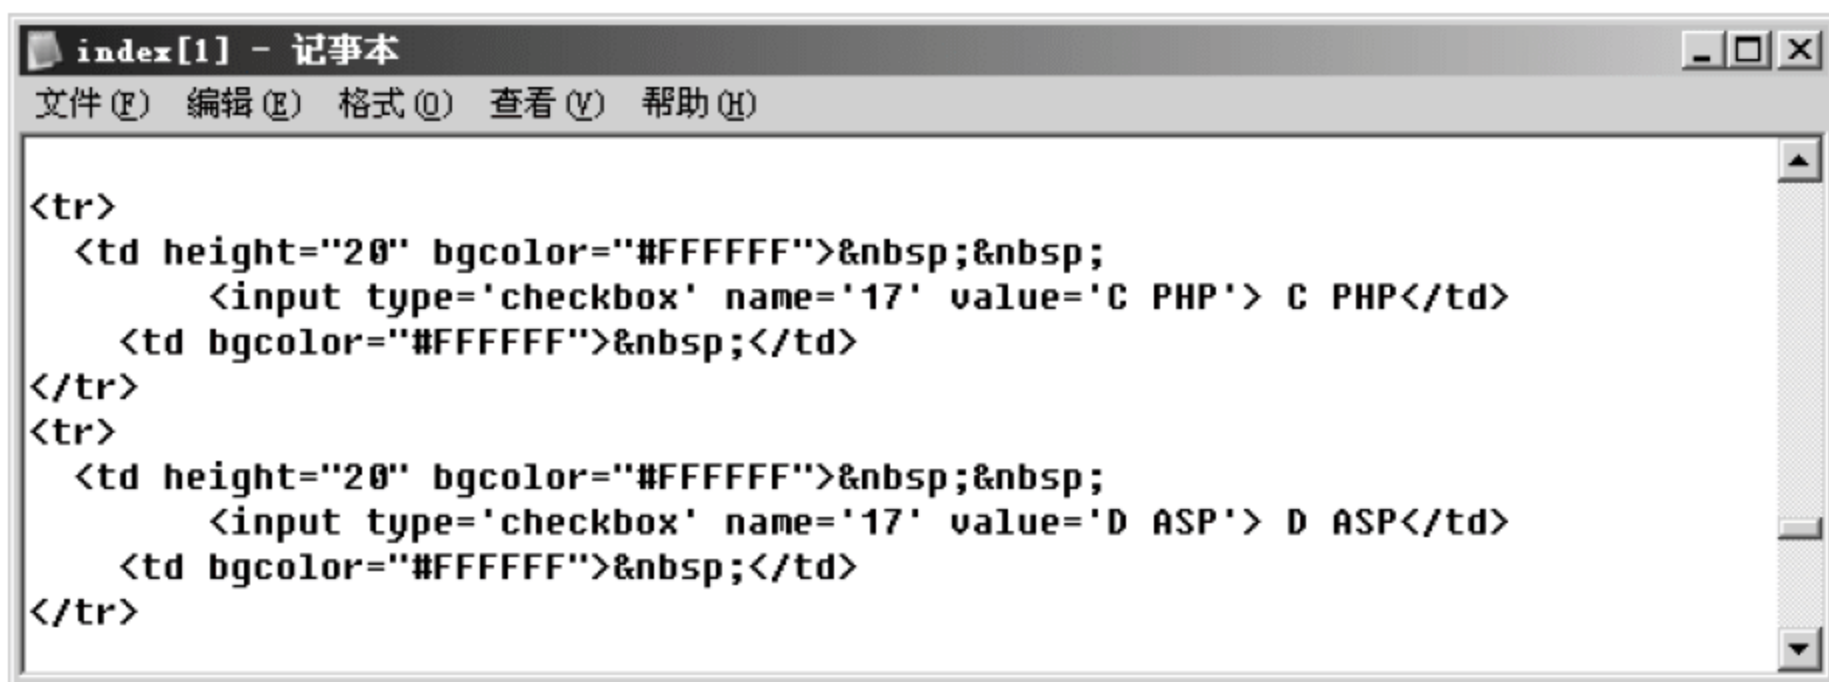 index[1] - 记事本
文件(F) 编辑(E) 格式(O) 查看(V) 帮助(H)
<tr>
  <td height="20" bgcolor="#FFFFFF">&nbsp;&nbsp;
        <input type='checkbox' name='17' value='C PHP'> C PHP</td>
    <td bgcolor="#FFFFFF">&nbsp;</td>
</tr>
<tr>
  <td height="20" bgcolor="#FFFFFF">&nbsp;&nbsp;
        <input type='checkbox' name='17' value='D ASP'> D ASP</td>
    <td bgcolor="#FFFFFF">&nbsp;</td>
</tr>